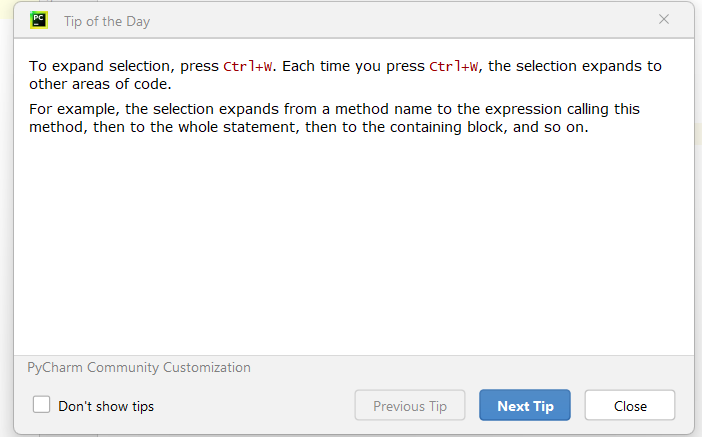 PC
Tip of the Day
To expand selection, press Ctrl+W. Each time you press Ctrl+W, the selection expands to
other areas of code.
For example, the selection expands from a method name to the expression calling this
method, then to the whole statement, then to the containing block, and so on.
PyCharm Community Customization
Don't show tips
Previous Tip
Next Tip
Close